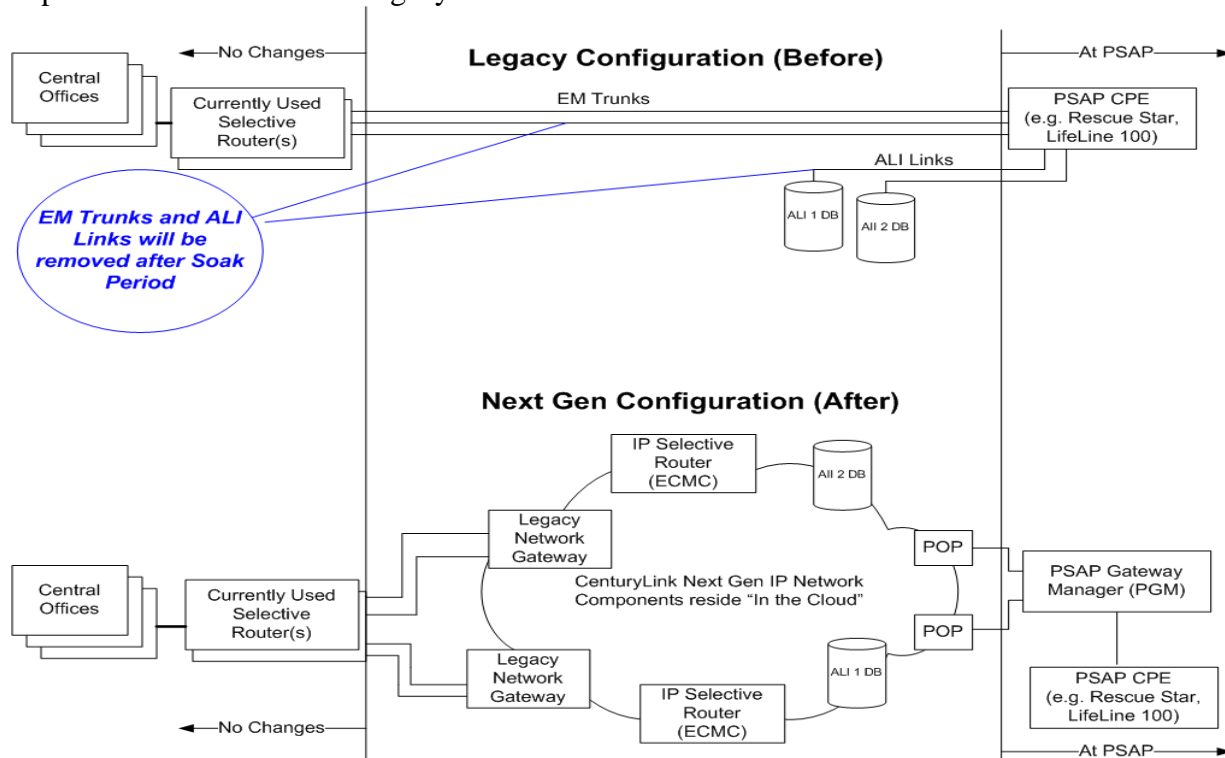 No Changes
Legacy Configuration (Before)
At PSAP
Central
Offices
Currently Used
Selective
Router(s)
EM Trunks
PSAP CPE
(e.g. Rescue Star,
LifeLine 100)
ALI Links
ALI 1 DB
All 2 DB
EM Trunks and ALI
Links will be
removed after Soak
Period
Next Gen Configuration (After)
IP Selective
Router
(ECMC)
All 2 DB
Legacy
Network
Gateway
POP
CenturyLink Next Gen IP Network
Components reside “In the Cloud”
PSAP Gateway
Manager (PGM)
Central
Offices
Currently Used
Selective
Router(s)
POP
Legacy
Network
Gateway
ALI 1 DB
IP Selective
Router
(ECMC)
PSAP CPE
(e.g. Rescue Star,
LifeLine 100)
No Changes
At PSAP